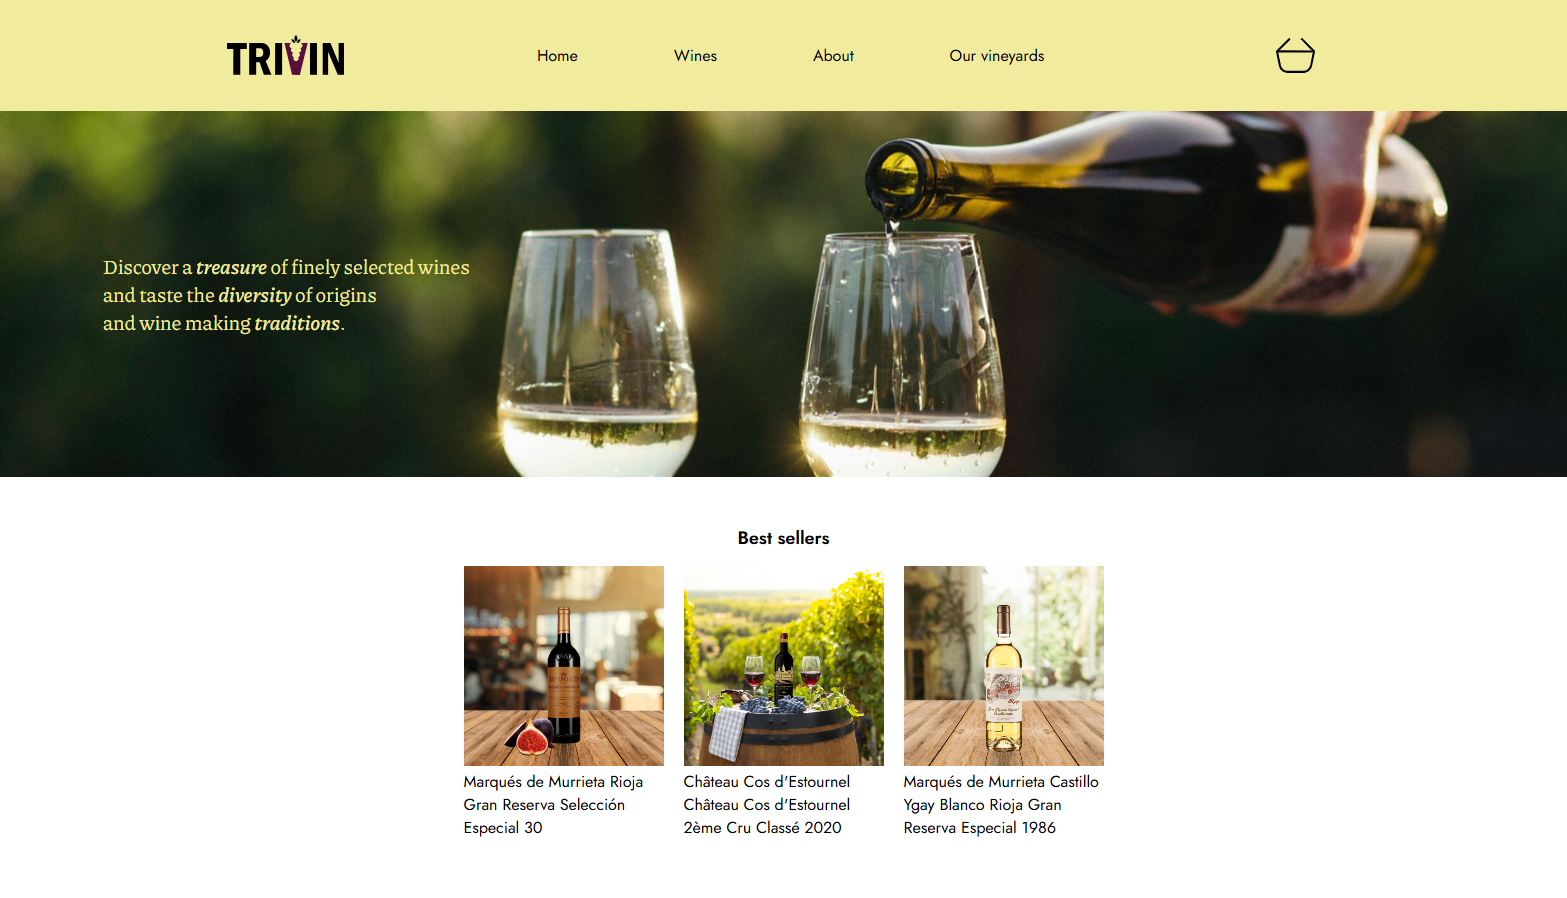 TRIVIN
Home
Wines
About
Our vineyards
Discover a treasure of finely selected wines
and taste the diversity of origins
and wine making traditions.
Best sellers
Marqués de Murrieta Rioja
Gran Reserva Selección
Especial 30
Château Cos d'Estournel
Château Cos d'Estournel
2ème Cru Classé 2020
Marqués de Murrieta Castillo
Ygay Blanco Rioja Gran
Reserva Especial 1986